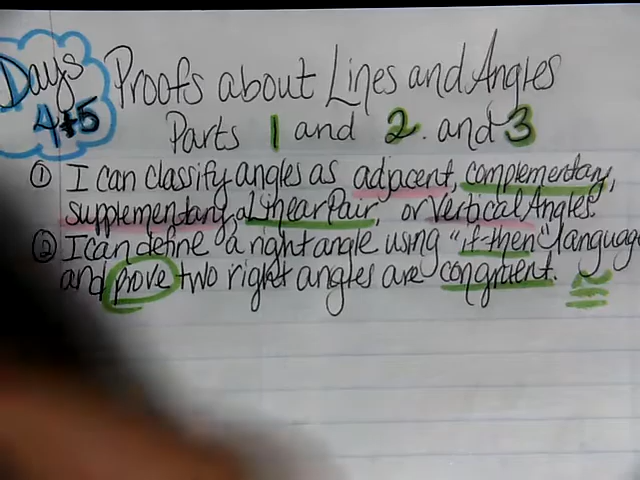 Days
4+5
Proofs about Lines and Angles
Parts 1 and 2. and 3
① I can classify angles as adjacent, complementary,
supplementary, a Linear Pair, or Vertical Angles.
② I can define a right angle using "if-then" language
and prove two right angles are congruent.